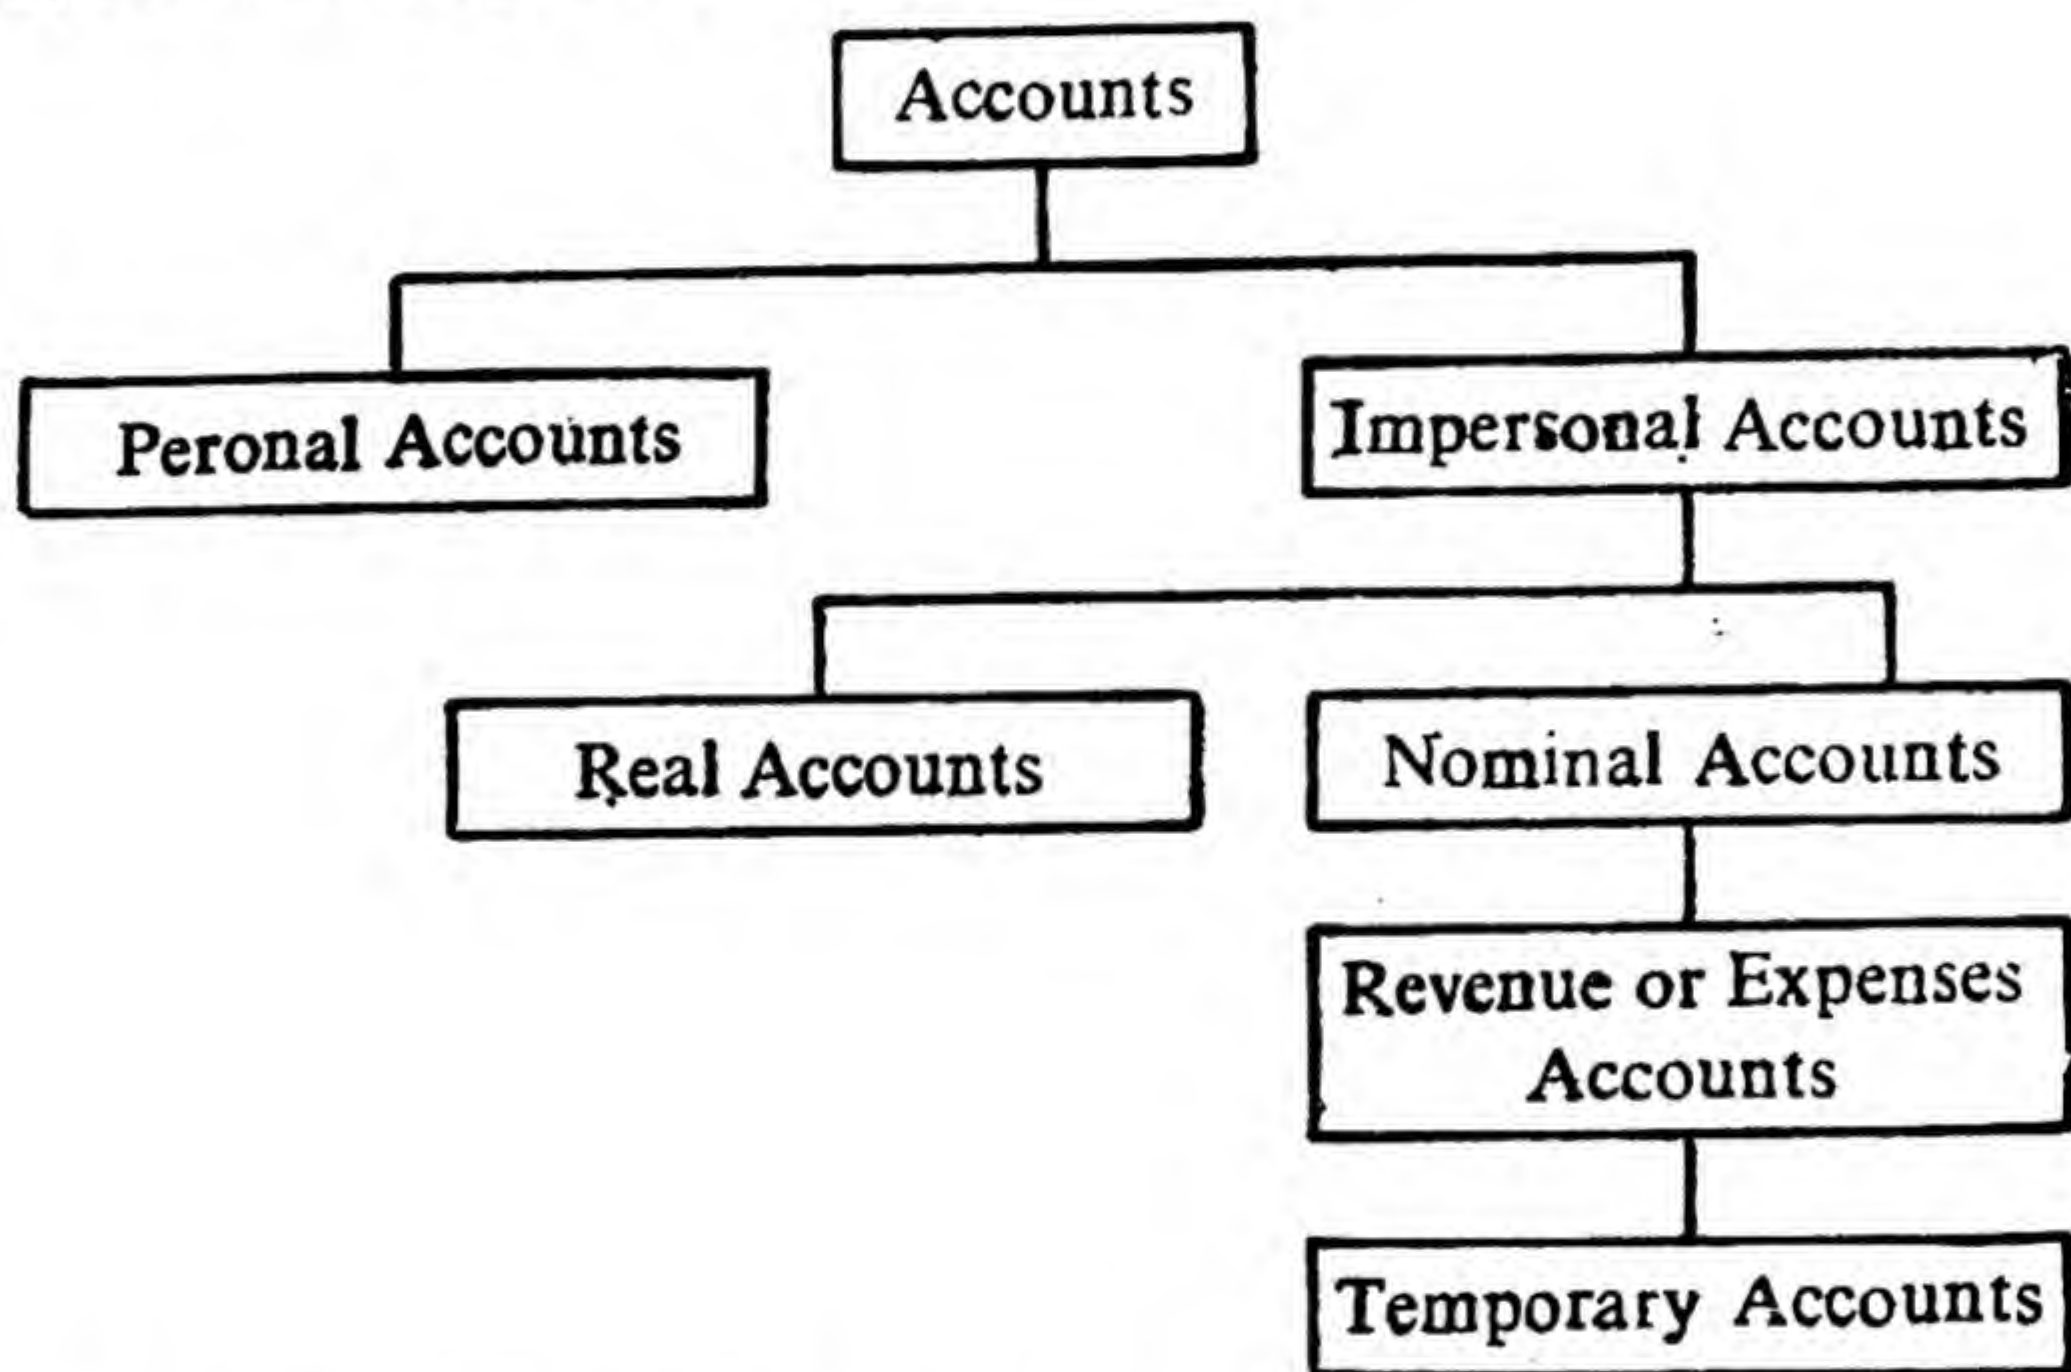 Accounts
Peronal Accounts
Impersonal Accounts
Real Accounts
Nominal Accounts
Revenue or Expenses
Accounts
Temporary Accounts